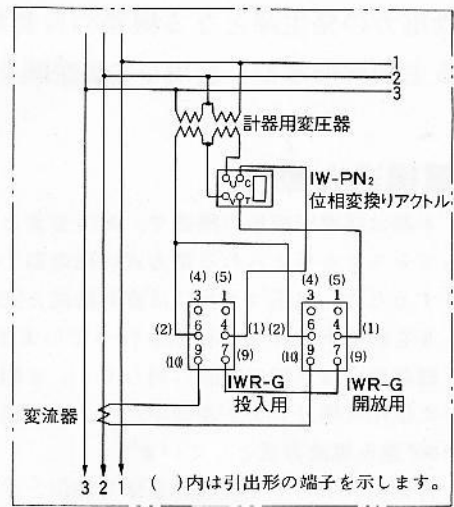 1
2
3
計器用変圧器
U C
V T
IW-PN₂
位相変換りアクトル
(4) (5) (4) (5)
3 1 3 1
(2) 6 4 (1) (2) 6 4 (1)
9 7 9 7
(10) (9) (10) (9)
IWR-G IWR-G
投入用 開放用
変流器
3 2 1 ( )内は引出形の端子を示します。